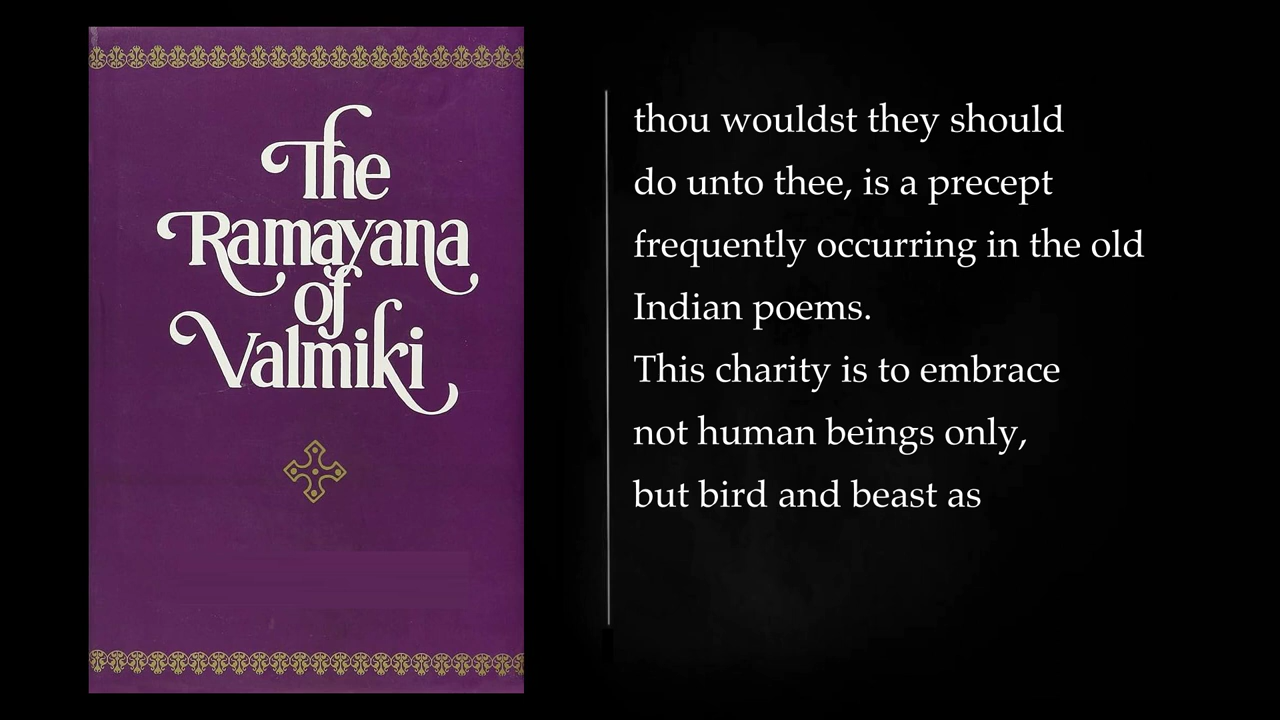 The
Ramayana
of
Valmiki
thou wouldst they should
do unto thee, is a precept
frequently occurring in the old
Indian poems.
This charity is to embrace
not human beings only,
but bird and beast as